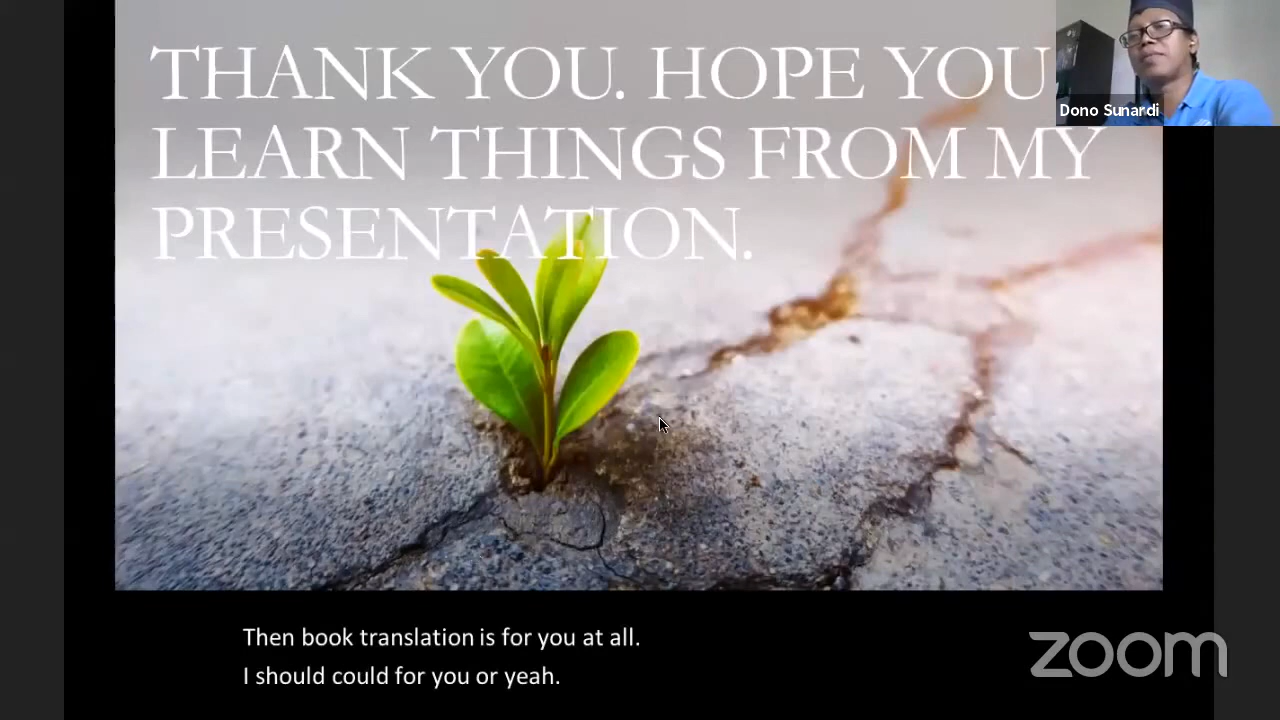 THANK YOU. HOPE YOU
LEARN THINGS FROM MY
PRESENTATION.
Dono Sunardi
Then book translation is for you at all.
I should could for you or yeah.
zoom